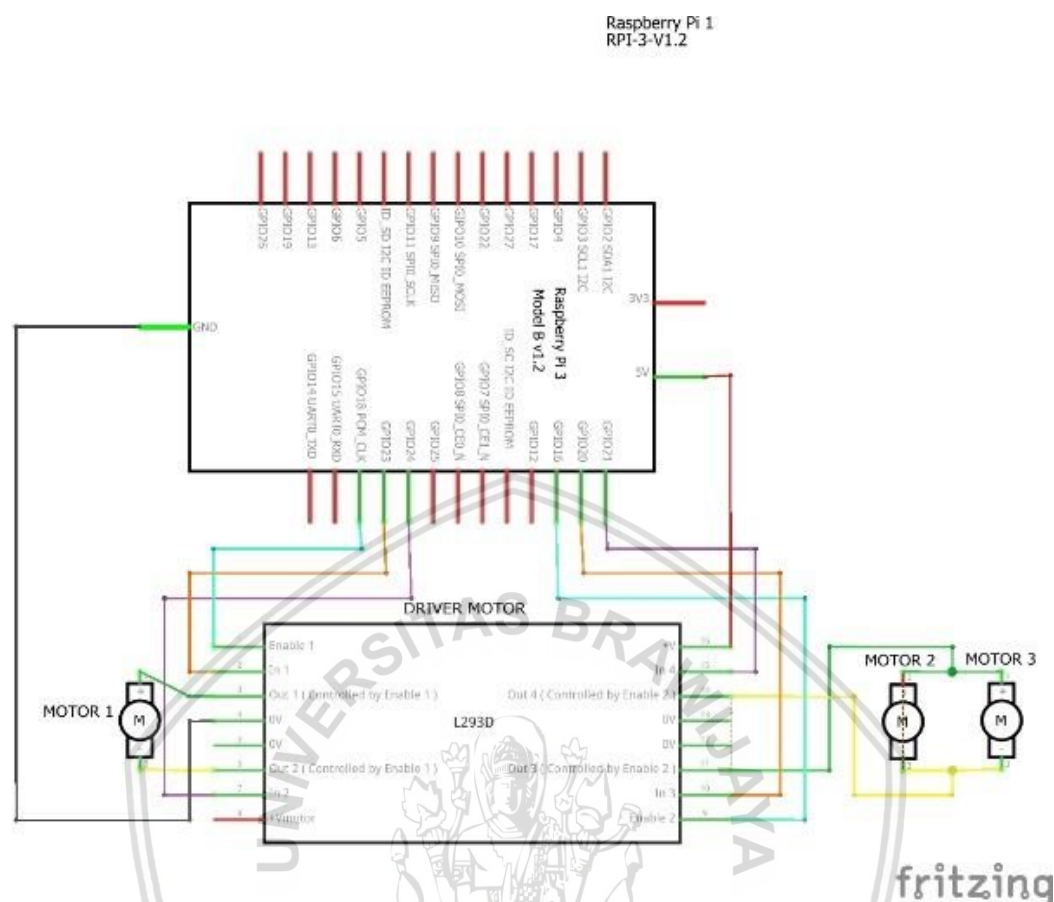 Raspberry Pi 1
RPI-3-V1.2
GPIO26
GPIO19
GPIO13
GPIO6
GPIO5
ID_SD I2C ID EEPROM
GPIO11 SPI0_SCLK
GPIO9 SPI0_MISO
GPIO10 SPI0_MOSI
GPIO22
GPIO27
GPIO17
GPIO4
GPIO3 SCL1 I2C
GPIO2 SDA1 I2C
Raspberry Pi 3
Model B v1.2
3V3
5V
GND
GPIO14 UART0_TXD
GPIO15 UART0_RXD
GPIO18 PCM_CLK
GPIO23
GPIO24
GPIO25
GPIO8 SPI0_CE0_N
GPIO7 SPI0_CE1_N
ID_SC I2C ID EEPROM
GPIO12
GPIO16
GPIO20
GPIO21
DRIVER MOTOR
L293D
Enable 1
In 1
Out 1 ( Controlled by Enable 1 )
0V
0V
Out 2 ( Controlled by Enable 1 )
In 2
+Vmotor
+V
In 4
Out 4 ( Controlled by Enable 2 )
0V
0V
Out 3 ( Controlled by Enable 2 )
In 3
Enable 2
MOTOR 1
M
MOTOR 2
M
MOTOR 3
M
UNIVERSITAS BRAWIJAYA
fritzing